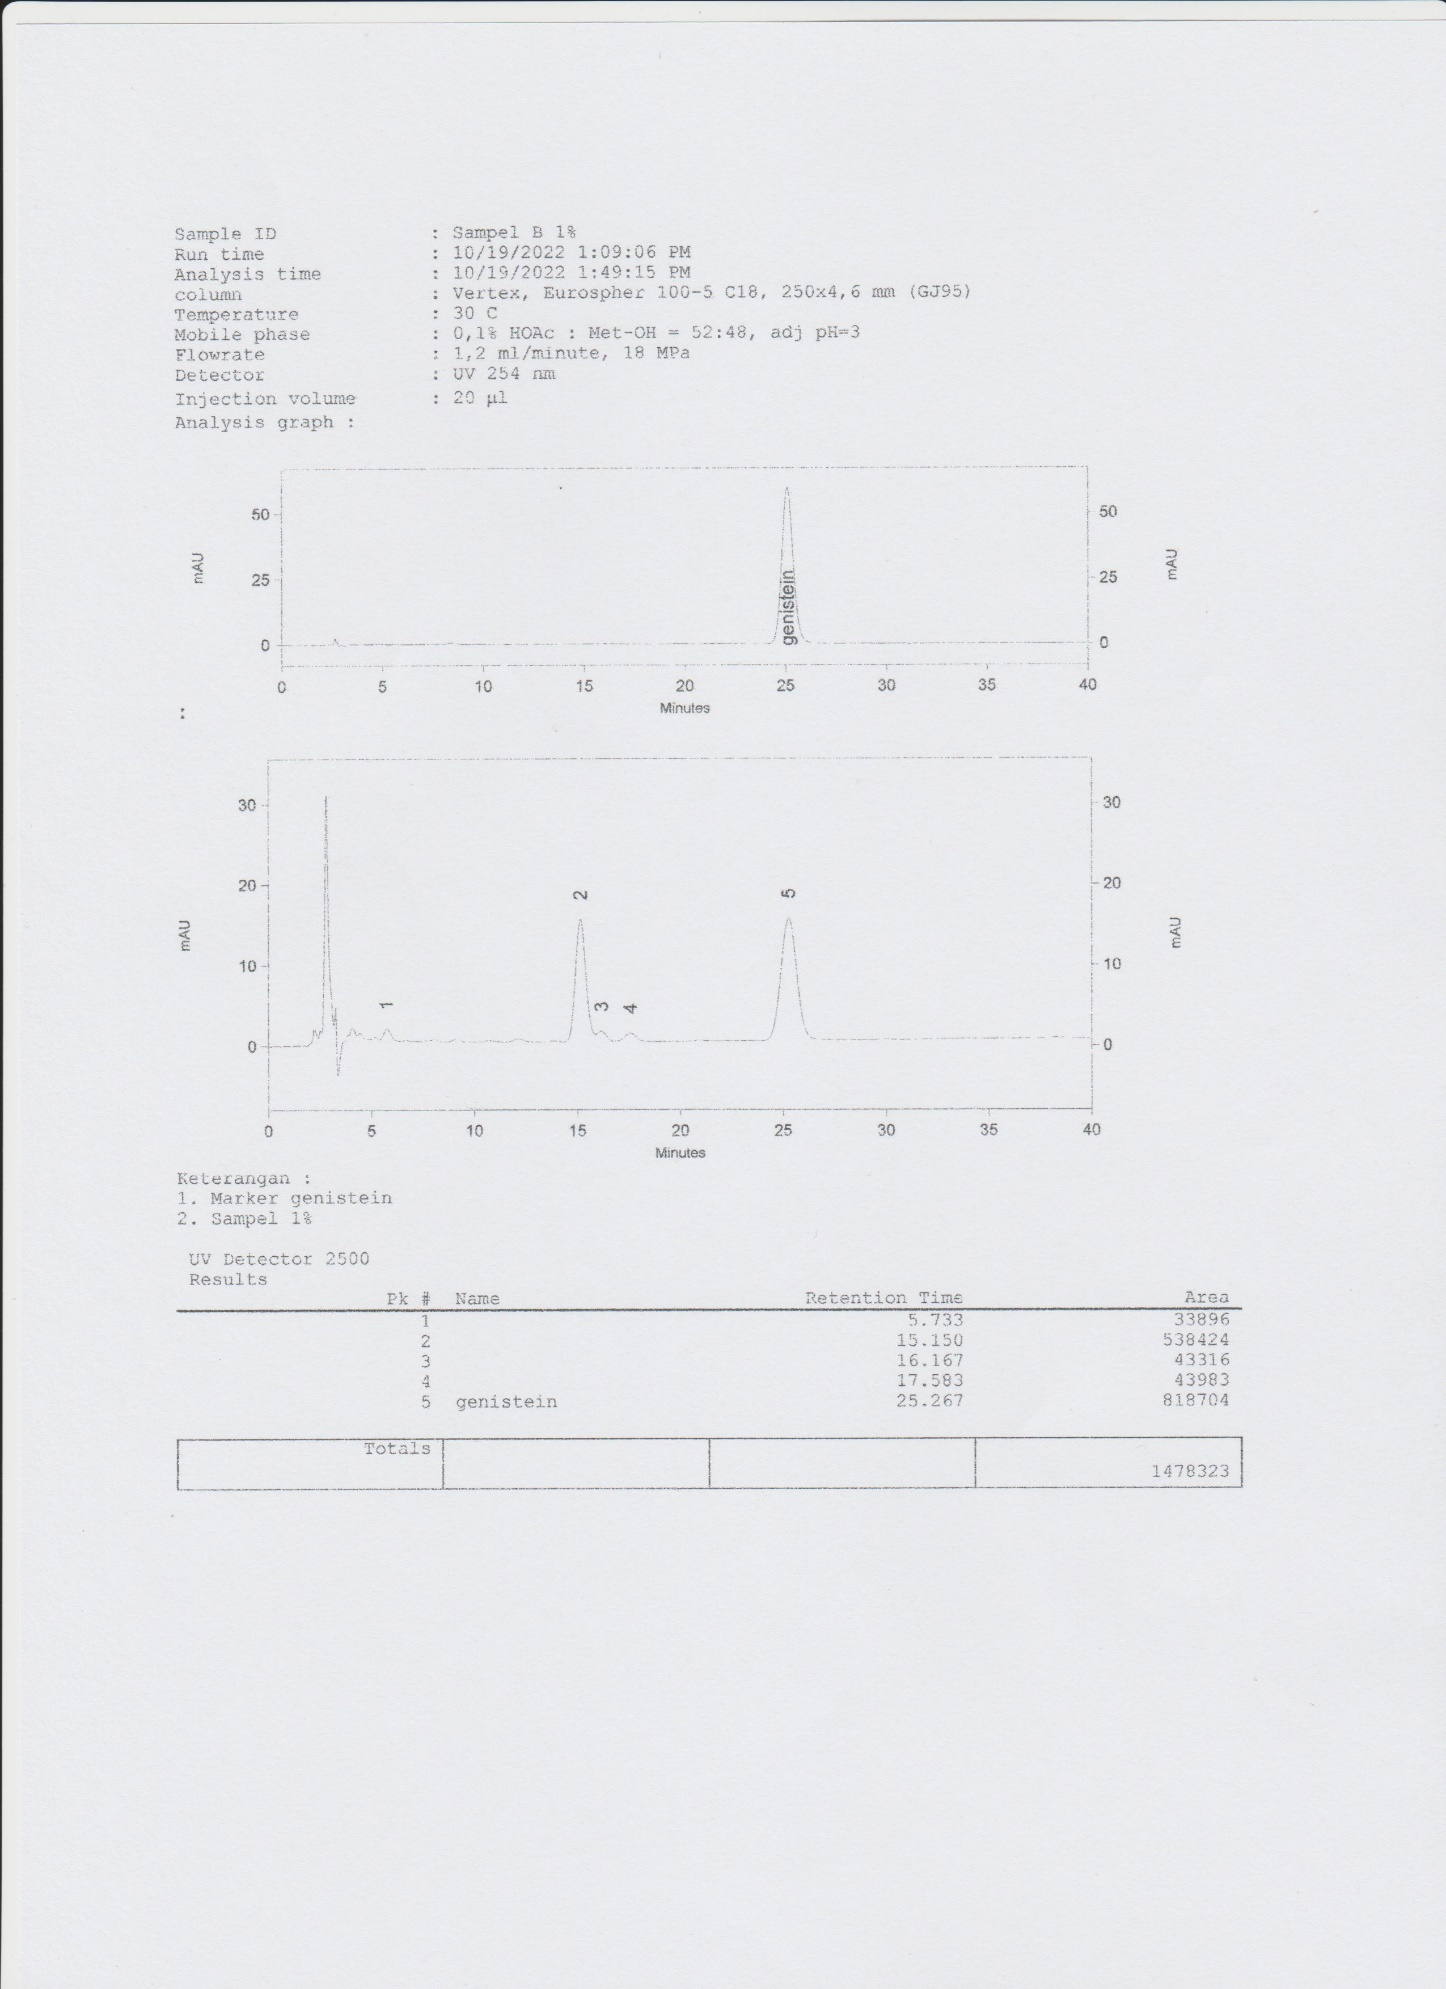 Sample ID : Sampel B 1%
Run time : 10/19/2022 1:09:06 PM
Analysis time : 10/19/2022 1:49:15 PM
column : Vertex, Eurospher 100-5 C18, 250x4,6 mm (GJ95)
Temperature : 30 C
Mobile phase : 0,1% HOAc : Met-OH = 52:48, adj pH=3
Flowrate : 1,2 ml/minute, 18 MPa
Detector : UV 254 nm
Injection volume : 20 µl
Analysis graph :
50 50
mAU mAU
25 25
genistein
0 0
0 5 10 15 20 25 30 35 40
Minutes
:
30 30
20 2 5 20
mAU mAU
10 10
1 3 4
0 0
0 5 10 15 20 25 30 35 40
Minutes
Keterangan :
1. Marker genistein
2. Sampel 1%
UV Detector 2500
Results
Pk # Name Retention Time Area
1 5.733 33896
2 15.150 538424
3 16.167 43316
4 17.583 43983
5 genistein 25.267 818704
Totals
1478323